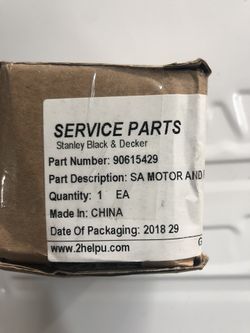 SERVICE PARTS
Stanley Black & Decker
Part Number: 90615429
Part Description: SA MOTOR AND
Quantity: 1 EA
Made In: CHINA
Date Of Packaging: 2018 29
www.2helpu.com